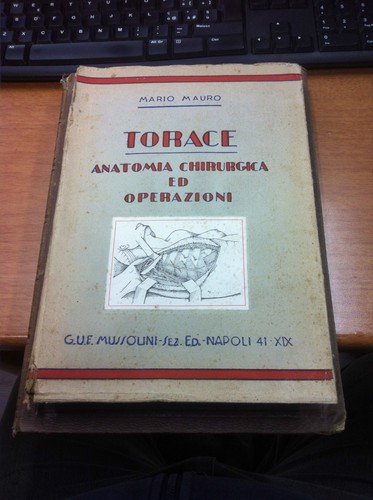 MARIO MAURO
TORACE
ANATOMIA CHIRURGICA
ED
OPERAZIONI
G.U.F. MUSSOLINI-SEZ. ED.-NAPOLI 41-XIX